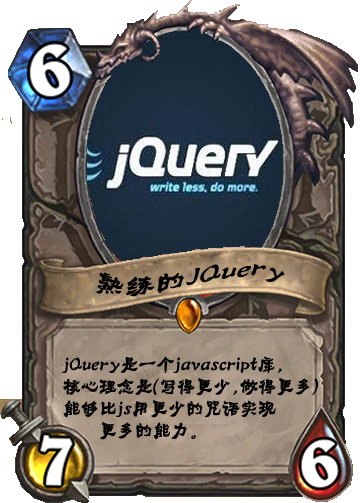 6
jQuery
write less, do more.
熟练的JQuery
jQuery是一个javascript库,
核心理念是(写得更少,做得更多)
能够比js用更少的咒语实现
更多的能力。
7
6